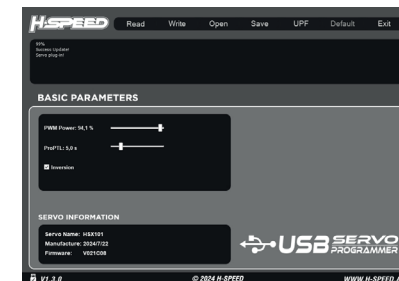 H-SPEED Read Write Open Save UPF Default Exit
99%
Success Update!
Servo plug-in!
BASIC PARAMETERS
PWM Power: 94,1 %
ProPTL: 5,0 s
Inversion
SERVO INFORMATION
Servo Name: HSX101
Manufacture: 2024/7/22
Firmware: V021C08
USB SERVO PROGRAMMER
V1.3.0 © 2024 H-SPEED WWW.H-SPEED.